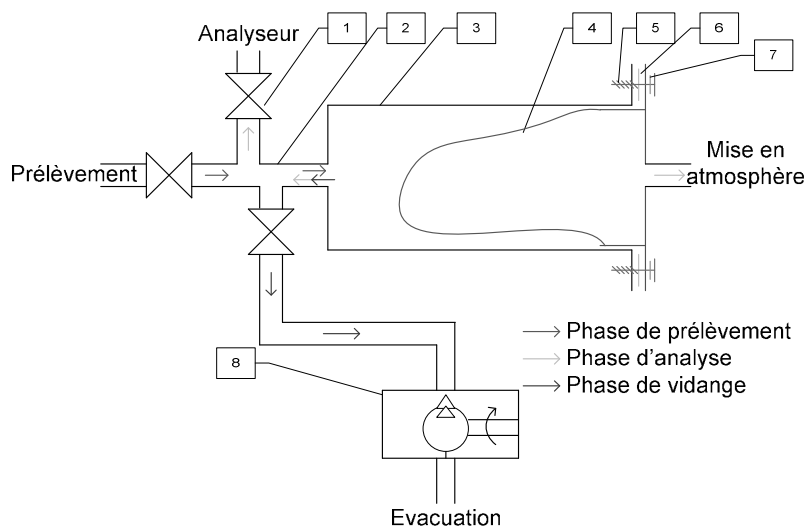 Analyseur
1
2
3
4
5
6
7
Prélèvement
Mise en
atmosphère
Phase de prélèvement
Phase d'analyse
Phase de vidange
8
Evacuation